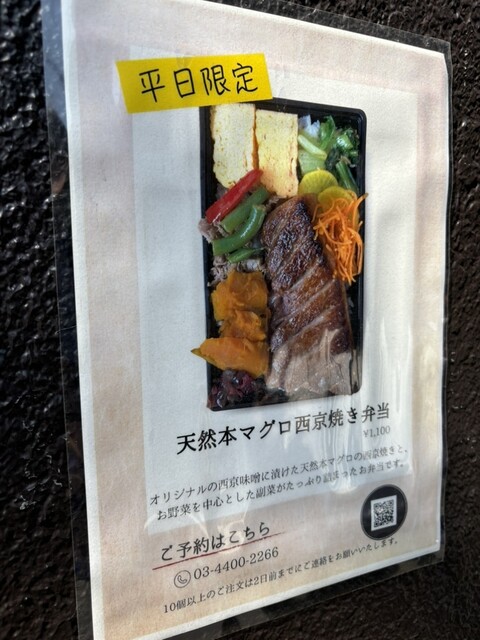 平日限定
天然本マグロ西京焼き弁当
¥1,100
オリジナルの西京味噌に漬けた天然本マグロの西京焼きと、
お野菜を中心とした副菜がたっぷり詰まったお弁当です。
ご予約はこちら
03-4400-2266
10個以上のご注文は2日前までにご連絡をお願いいたします。